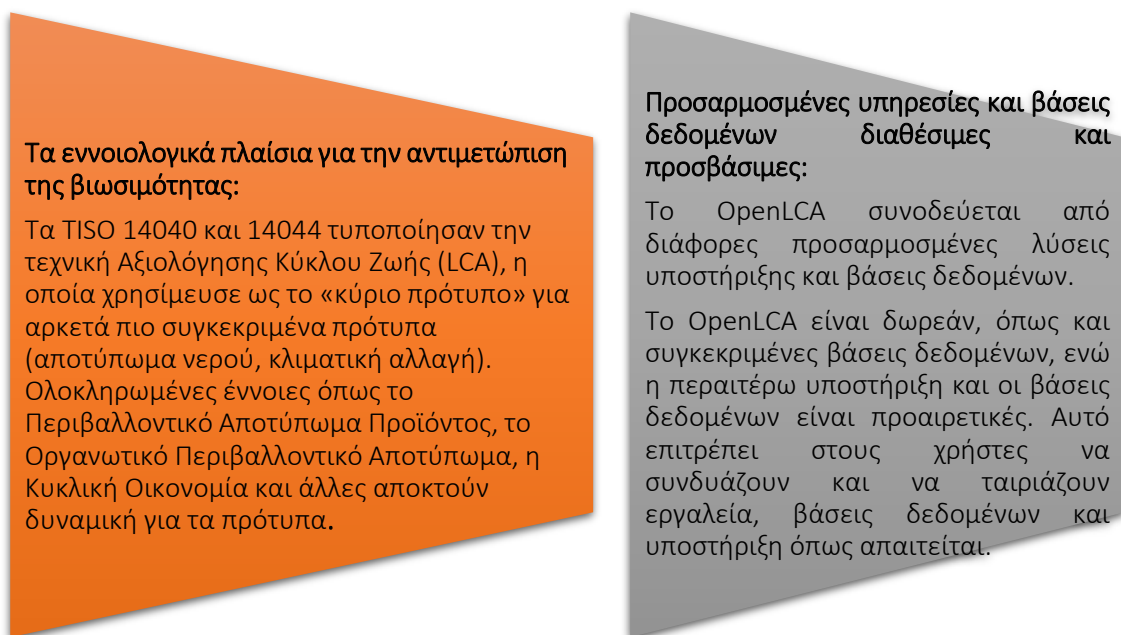 Τα εννοιολογικά πλαίσια για την αντιμετώπιση
της βιωσιμότητας:
Τα TISO 14040 και 14044 τυποποίησαν την
τεχνική Αξιολόγησης Κύκλου Ζωής (LCA), η
οποία χρησίμευσε ως το «κύριο πρότυπο» για
αρκετά πιο συγκεκριμένα πρότυπα
(αποτύπωμα νερού, κλιματική αλλαγή).
Ολοκληρωμένες έννοιες όπως το
Περιβαλλοντικό Αποτύπωμα Προϊόντος, το
Οργανωτικό Περιβαλλοντικό Αποτύπωμα, η
Κυκλική Οικονομία και άλλες αποκτούν
δυναμική για τα πρότυπα.
Προσαρμοσμένες υπηρεσίες και βάσεις
δεδομένων διαθέσιμες και
προσβάσιμες:
Το OpenLCA συνοδεύεται από
διάφορες προσαρμοσμένες λύσεις
υποστήριξης και βάσεις δεδομένων.
Το OpenLCA είναι δωρεάν, όπως και
συγκεκριμένες βάσεις δεδομένων, ενώ
η περαιτέρω υποστήριξη και οι βάσεις
δεδομένων είναι προαιρετικές. Αυτό
επιτρέπει στους χρήστες να
συνδυάζουν και να ταιριάζουν
εργαλεία, βάσεις δεδομένων και
υποστήριξη όπως απαιτείται.